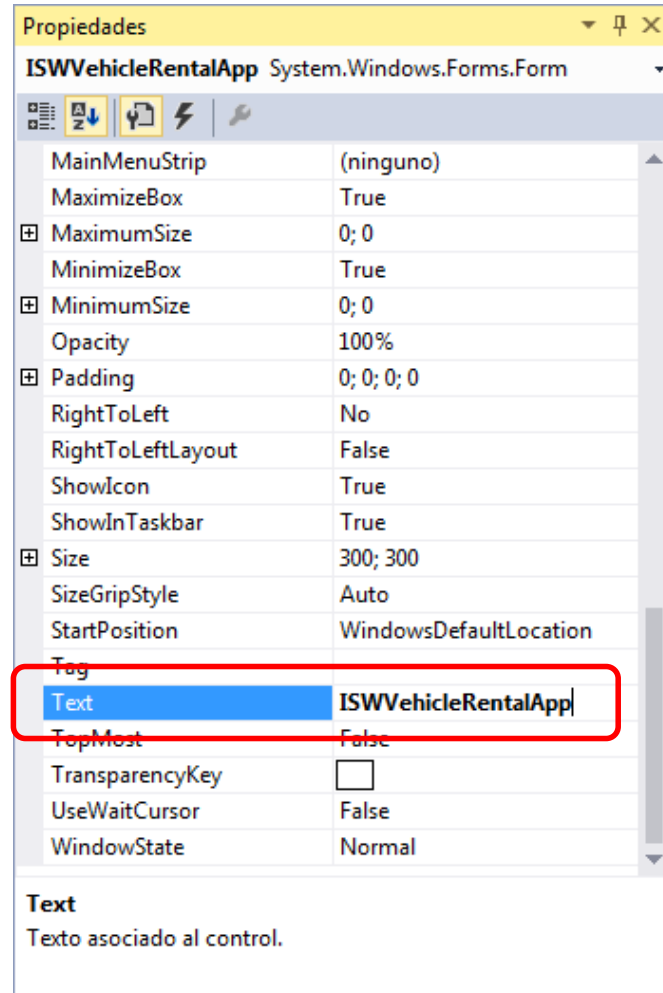 Propiedades
ISWVehicleRentalApp System.Windows.Forms.Form
MainMenuStrip (ninguno)
MaximizeBox True
MaximumSize 0; 0
MinimizeBox True
MinimumSize 0; 0
Opacity 100%
Padding 0; 0; 0; 0
RightToLeft No
RightToLeftLayout False
ShowIcon True
ShowInTaskbar True
Size 300; 300
SizeGripStyle Auto
StartPosition WindowsDefaultLocation
Tag
Text ISWVehicleRentalApp
TopMost False
TransparencyKey
UseWaitCursor False
WindowState Normal
Text
Texto asociado al control.